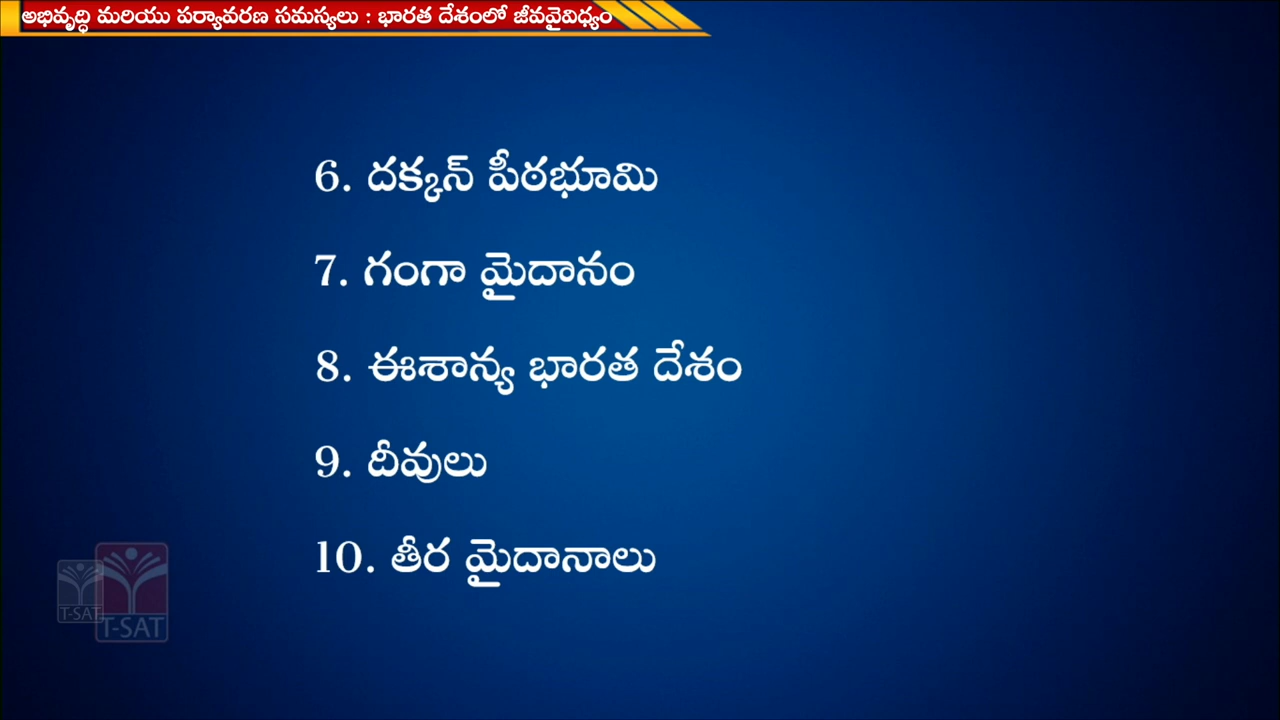 అభివృద్ధి మరియు పర్యావరణ సమస్యలు : భారత దేశంలో జీవవైవిధ్యం
6. దక్కన్ పీఠభూమి
7. గంగా మైదానం
8. ఈశాన్య భారత దేశం
9. దీవులు
10. తీర మైదానాలు
T-SAT
T-SAT